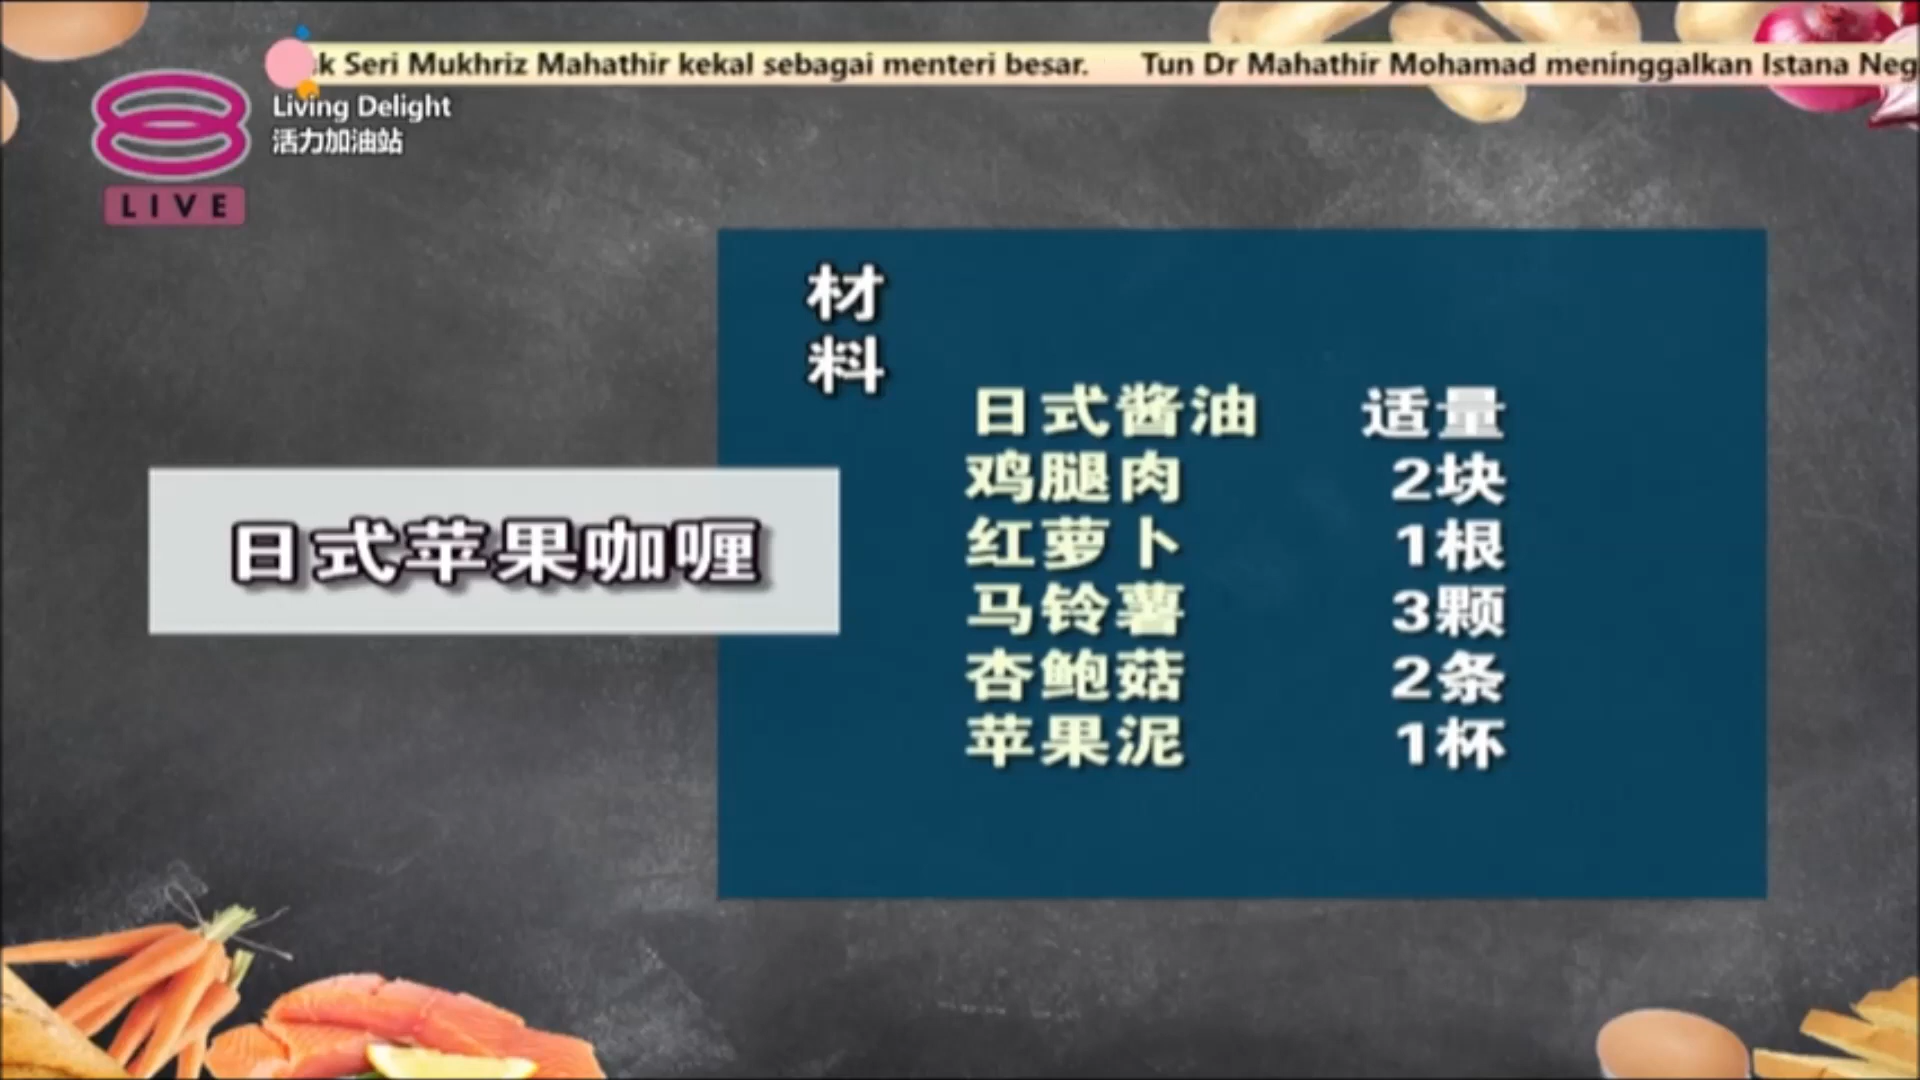 k Seri Mukhriz Mahathir kekal sebagai menteri besar. Tun Dr Mahathir Mohamad meninggalkan Istana Neg
Living Delight
活力加油站
LIVE
材
料
日式酱油 适量
鸡腿肉 2块
红萝卜 1根
马铃薯 3颗
杏鲍菇 2条
苹果泥 1杯
日式苹果咖喱